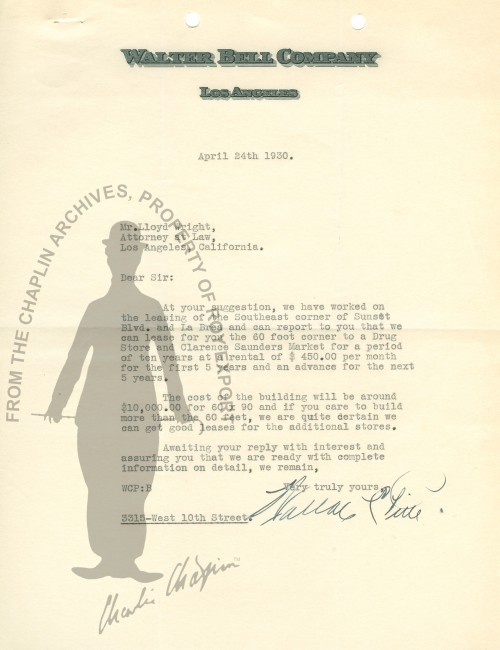 WALTER BELL COMPANY
LOS ANGELES
April 24th 1930.
FROM THE CHAPLIN ARCHIVES, PROPERTY OF ROY EXPORT
Mr.Lloyd Wright,
Attorney at Law,
Los Angeles, California.
Dear Sir:
At your suggestion, we have worked on
the leasing of the Southeast corner of Sunset
Blvd. and La Brea and can report to you that we
can lease for you the 60 foot corner to a Drug
Store and Clarence Saunders Market for a period
of ten years at a rental of $ 450.00 per month
for the first 5 years and an advance for the next
5 years.
The cost of the building will be around
$10,000.00 for 60 x 90 and if you care to build
more than the 60 feet, we are quite dertain we
can get good leases for the additional stores.
Awaiting your reply with interest and
assuring you that we are ready with complete
information on detail, we remain,
WCP:B Very truly yours
Wallace
3315-West 10th Street.
Charlie Chaplin